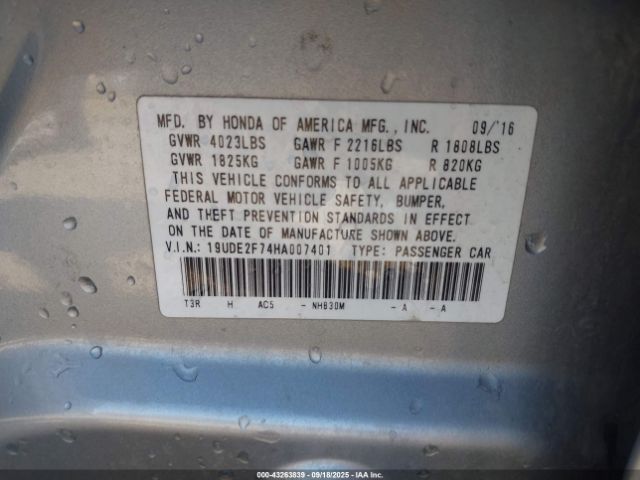 MFD. BY HONDA OF AMERICA MFG., INC. 09/'16
GVWR 4023LBS GAWR F 2216LBS R 1808LBS
GVWR 1825KG GAWR F 1005KG R 820KG
THIS VEHICLE CONFORMS TO ALL APPLICABLE
FEDERAL MOTOR VEHICLE SAFETY, BUMPER,
AND THEFT PREVENTION STANDARDS IN EFFECT
ON THE DATE OF MANUFACTURE SHOWN ABOVE.
V.I.N.: 19UDE2F74HA007401 TYPE: PASSENGER CAR
T3R H AC5 - NH830M - A - A
000-43263839 09/18/2025 - Copyright © IAA, LLC